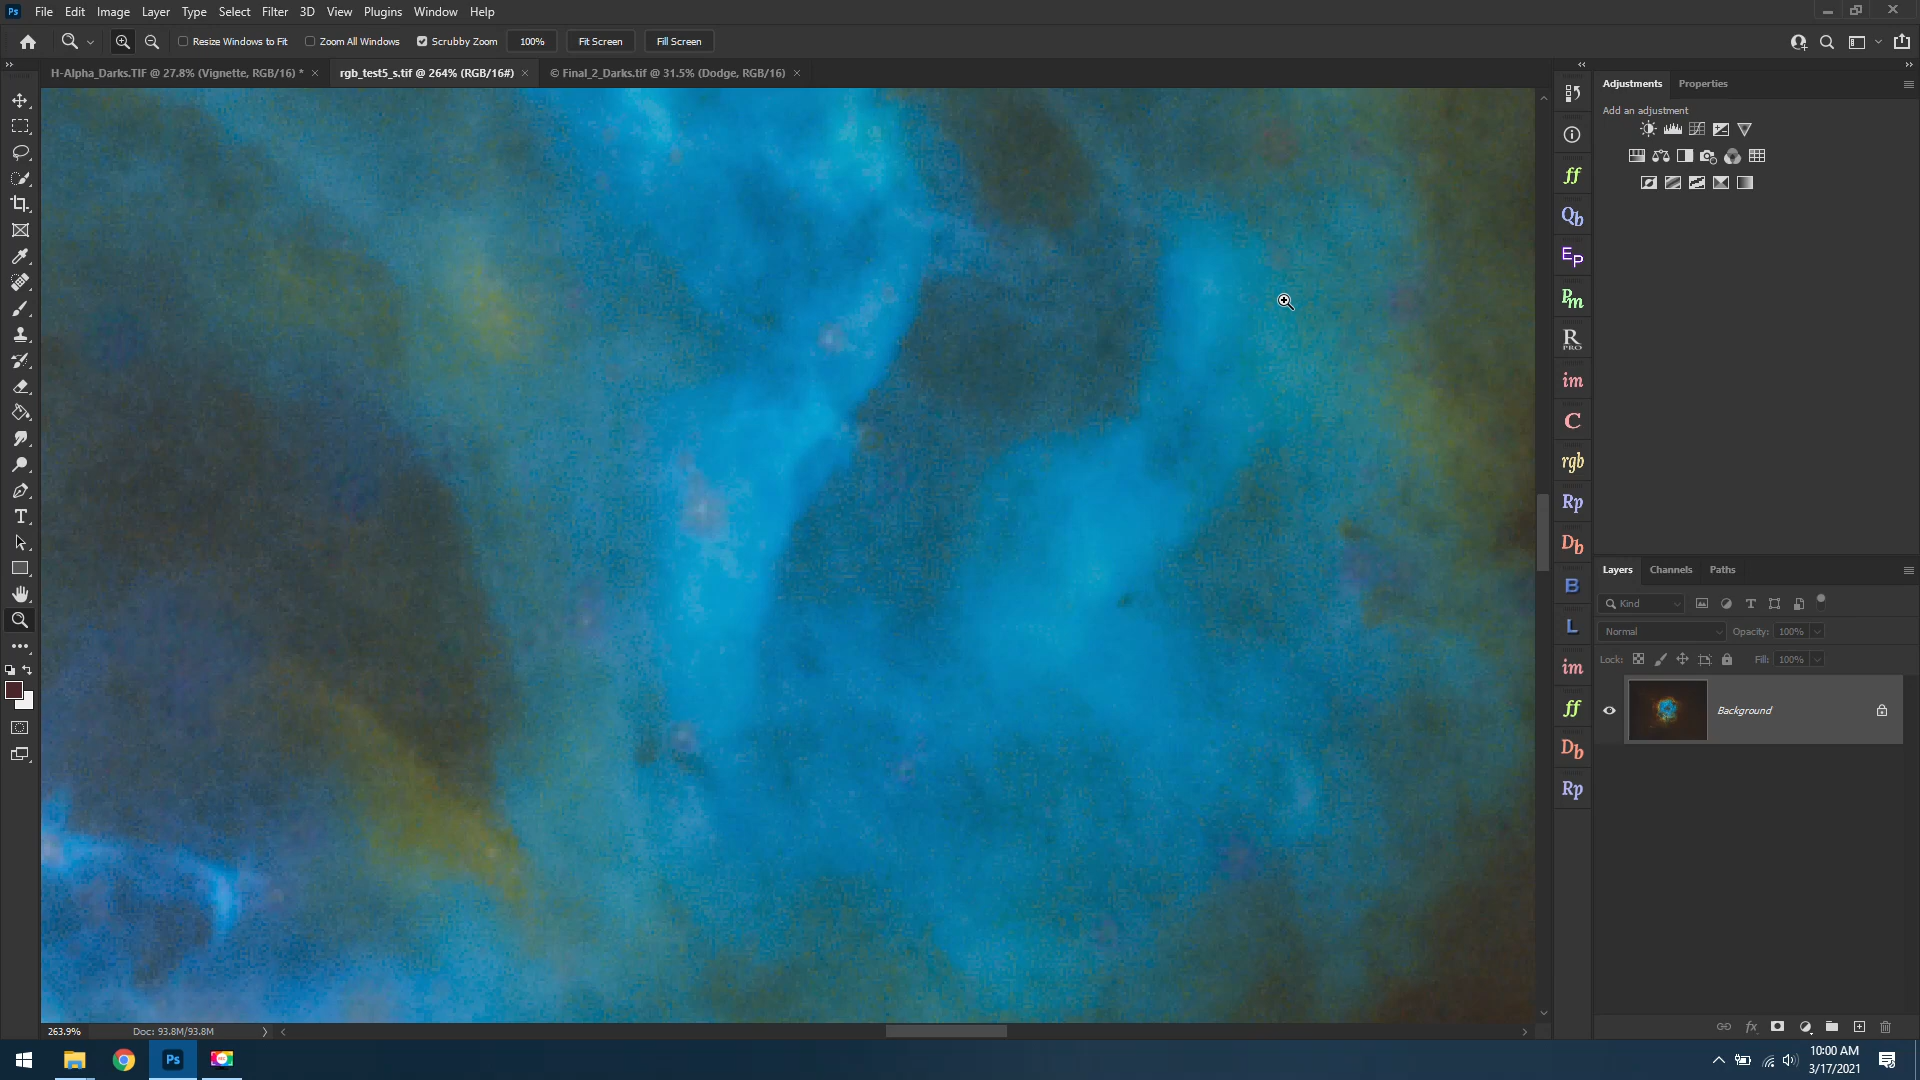 Ps File Edit Image Layer Type Select Filter 3D View Plugins Window Help
Resize Windows to Fit Zoom All Windows Scrubby Zoom 100% Fit Screen Fill Screen
H-Alpha_Darks.TIF @ 27.8% (Vignette, RGB/16) * × rgb_test5_s.tif @ 264% (RGB/16#) × © Final_2_Darks.tif @ 31.5% (Dodge, RGB/16) ×
Adjustments Properties
Add an adjustment
ff
Qb
EP
Pm
R PRO
im
C
rgb
Rp
Db
B
L
im
ff
Db
Rp
Layers Channels Paths
Kind
Normal Opacity: 100%
Lock: Fill: 100%
Background
fx
263.9% Doc: 93.8M/93.8M
Ps
10:00 AM
3/17/2021